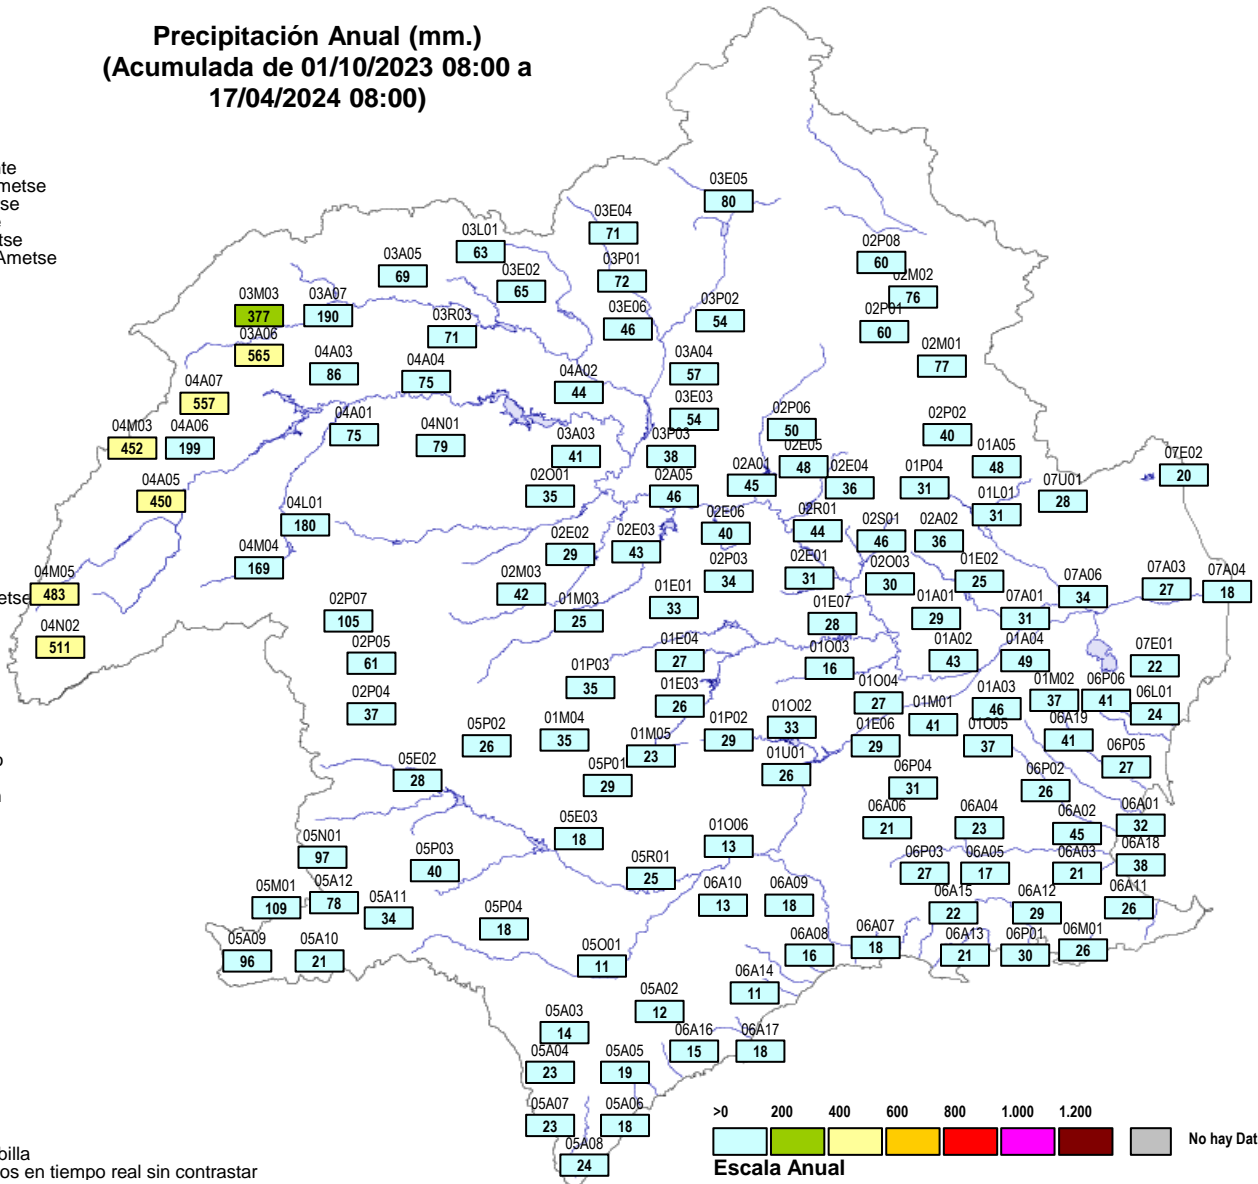 Precipitación Anual (mm.)
(Acumulada de 01/10/2023 08:00 a
17/04/2024 08:00)
nte
metse
se
e
tse
Ametse
03E05
80
03E04
71
03L01
63
03A05
69
03E02
65
03P01
72
02P08
60
02M02
76
03M03
377
03A07
190
03R03
71
03E06
46
03P02
54
02P01
60
03A06
565
04A03
86
04A04
75
04A02
44
03A04
57
02M01
77
04A07
557
03E03
54
04M03
452
04A06
199
04A01
75
04N01
79
03A03
41
03P03
38
02P06
50
02P02
40
02E05
48
01A05
48
07E02
20
04A05
450
02O01
35
02A05
46
02A01
45
02E04
36
01P04
31
07U01
28
04L01
180
01L01
31
02E06
40
02R01
44
02S01
46
02A02
36
02E02
29
02E03
43
04M04
169
02P03
34
02E01
31
02O03
30
01E02
25
04M05
483
etse
02M03
42
01M03
25
01E01
33
07A06
34
07A03
27
07A04
18
02P07
105
01E07
28
01A01
29
07A01
31
04N02
511
02P05
61
01E04
27
01O03
16
01A02
43
01A04
49
07E01
22
01P03
35
01E03
26
02P04
37
01O04
27
01M01
41
01A03
46
01M02
37
06P06
41
06L01
24
05P02
26
01M04
35
01M05
23
01P02
29
01O02
33
01E06
29
01O05
37
06A19
41
05E02
28
05P01
29
01U01
26
06P04
31
06P02
26
06P05
27
05E03
18
01O06
13
06A06
21
06A04
23
06A02
45
06A01
32
05N01
97
05P03
40
05R01
25
06P03
27
06A05
17
06A03
21
06A18
38
05M01
109
05A12
78
05A11
34
06A10
13
06A09
18
06A15
22
06A12
29
06A11
26
05P04
18
05A09
96
05A10
21
05O01
11
06A08
16
06A07
18
06A13
21
06P01
30
06M01
26
06A14
11
05A02
12
05A03
14
06A16
15
06A17
18
05A04
23
05A05
19
05A07
23
05A06
18
05A08
24
>0 200 400 600 800 1.000 1.200
No hay Dat
Escala Anual
billa
os en tiempo real sin contrastar